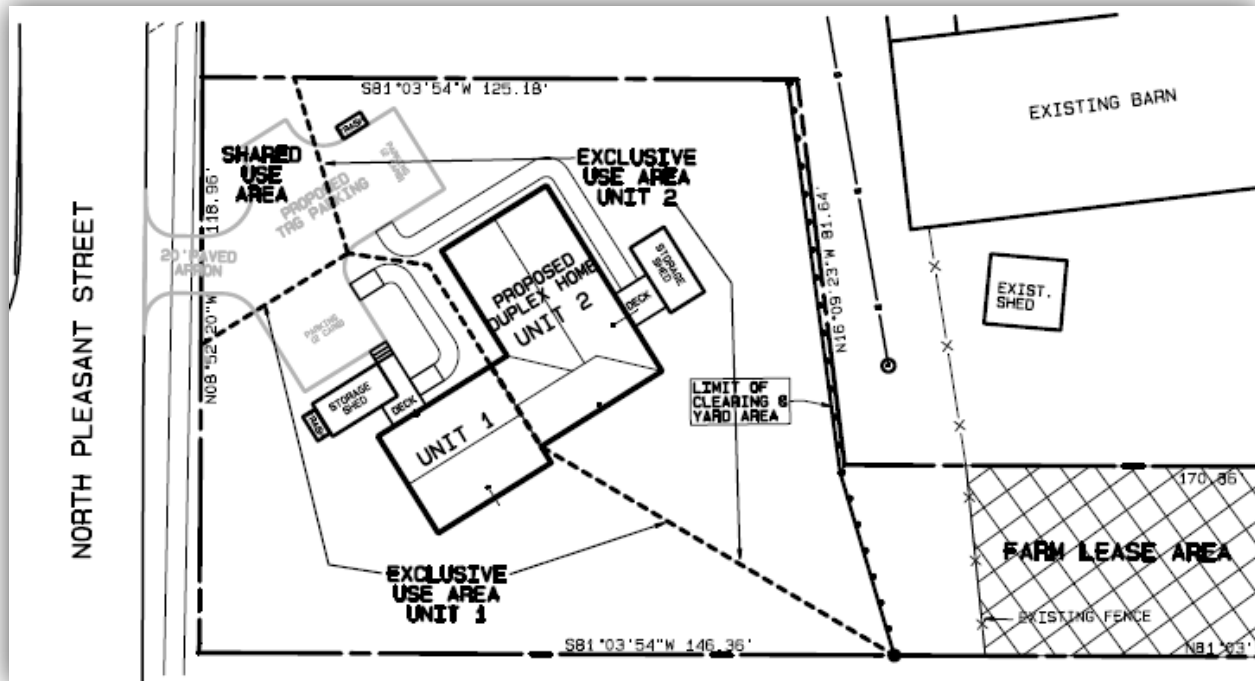 S81°03'54"W 125.18'
EXISTING BARN
SHARED
USE
AREA
PROPOSED
TRG PARKING
EXCLUSIVE
USE AREA
UNIT 2
N08°52'20"W 118.96'
20' PAVED
APRON
NORTH PLEASANT STREET
PROPOSED
DUPLEX HOME
UNIT 2
STORAGE
SHED
DECK
N16°09'23"W 81.64'
EXIST.
SHED
PARKING
(2 CARS)
STORAGE
SHED
DECK
UNIT 1
LIMIT OF
CLEARING &
YARD AREA
170.36'
FARM LEASE AREA
EXCLUSIVE
USE AREA
UNIT 1
EXISTING FENCE
S81°03'54"W 146.36'
N81°03'